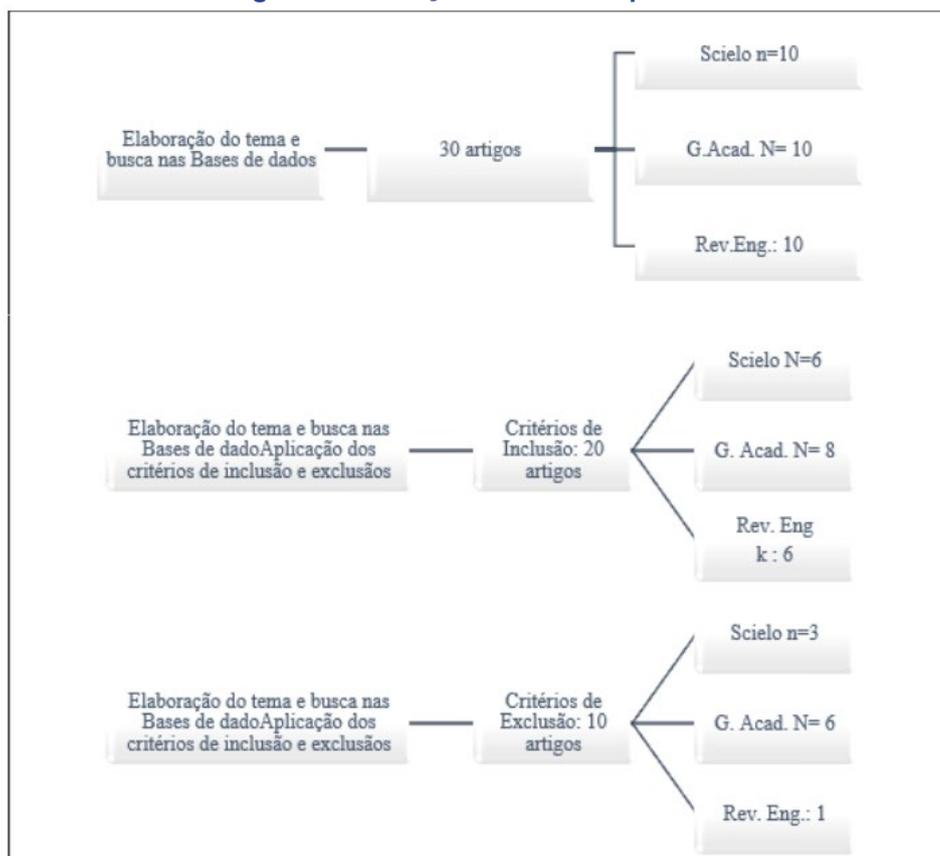 Elaboração do tema e
busca nas Bases de dados
30 artigos
Scielo n=10
G.Acad. N= 10
Rev.Eng.: 10
Elaboração do tema e busca nas
Bases de dadoAplicação dos
critérios de inclusão e exclusãos
Critérios de
Inclusão: 20
artigos
Scielo N=6
G. Acad. N= 8
Rev. Eng
k : 6
Elaboração do tema e busca nas
Bases de dadoAplicação dos
critérios de inclusão e exclusãos
Critérios de
Exclusão: 10
artigos
Scielo n=3
G. Acad. N= 6
Rev. Eng.: 1